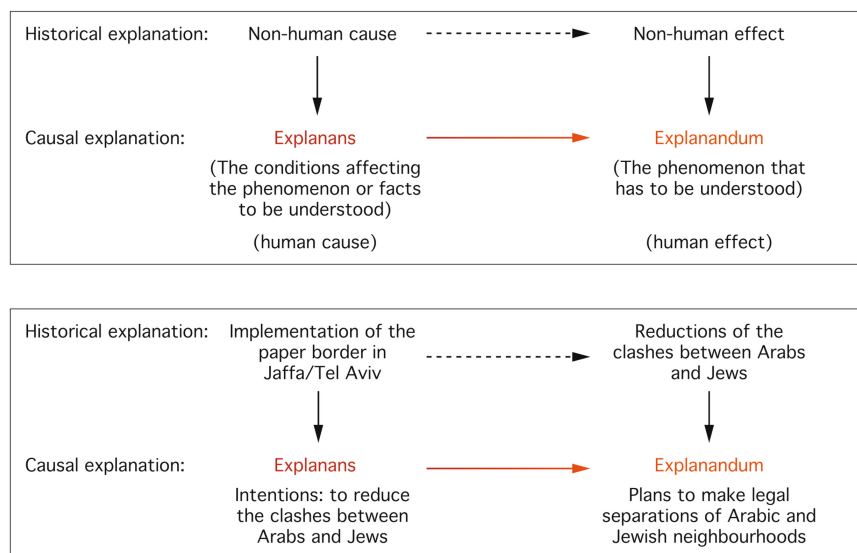 Historical explanation: Non-human cause Non-human effect
Causal explanation: Explanans Explanandum
(The conditions affecting (The phenomenon that
the phenomenon or facts has to be understood)
to be understood)
(human cause) (human effect)
Historical explanation: Implementation of the Reductions of the
paper border in clashes between Arabs
Jaffa/Tel Aviv and Jews
Causal explanation: Explanans Explanandum
Intentions: to reduce Plans to make legal
the clashes between separations of Arabic and
Arabs and Jews Jewish neighbourhoods